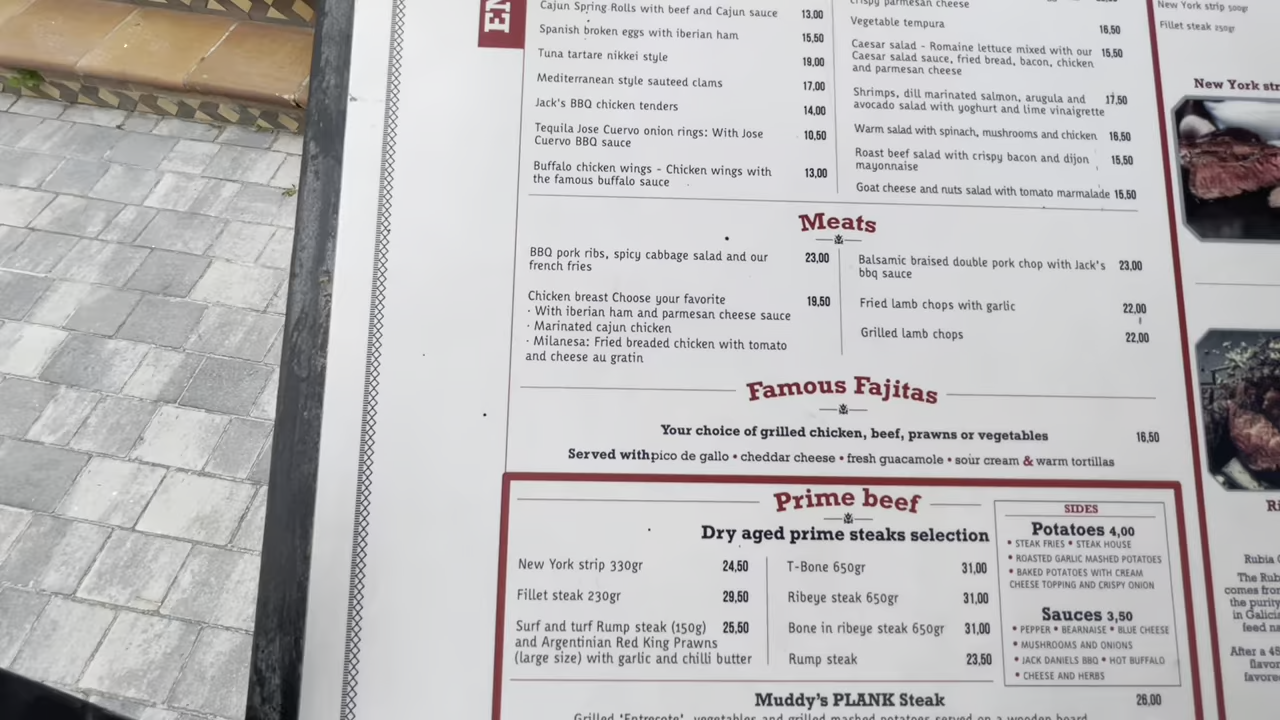 EN
Cajun Spring Rolls with beef and Cajun sauce 13,00
Spanish broken eggs with iberian ham 15,50
Tuna tartare nikkei style 19,00
Mediterranean style sauteed clams 17,00
Jack's BBQ chicken tenders 14,00
Tequila Jose Cuervo onion rings: With Jose 10,50
Cuervo BBQ sauce
Buffalo chicken wings - Chicken wings with 13,00
the famous buffalo sauce
crispy parmesan cheese
Vegetable tempura 16,50
Caesar salad - Romaine lettuce mixed with our 15,50
Caesar salad sauce, fried bread, bacon, chicken
and parmesan cheese
Shrimps, dill marinated salmon, arugula and 17,50
avocado salad with yoghurt and lime vinaigrette
Warm salad with spinach, mushrooms and chicken 16,50
Roast beef salad with crispy bacon and dijon 15,50
mayonnaise
Goat cheese and nuts salad with tomato marmalade 15,50
Meats
BBQ pork ribs, spicy cabbage salad and our 23,00
french fries
Chicken breast Choose your favorite 19,50
· With iberian ham and parmesan cheese sauce
· Marinated cajun chicken
· Milanesa: Fried breaded chicken with tomato
and cheese au gratin
Balsamic braised double pork chop with Jack's 23,00
bbq sauce
Fried lamb chops with garlic 22,00
Grilled lamb chops 22,00
Famous Fajitas
Your choice of grilled chicken, beef, prawns or vegetables 16,50
Served withpico de gallo • cheddar cheese • fresh guacamole • sour cream & warm tortillas
Prime beef
Dry aged prime steaks selection
New York strip 330gr 24,50
Fillet steak 230gr 29,50
Surf and turf Rump steak (150g) 25,50
and Argentinian Red King Prawns
(large size) with garlic and chilli butter
T-Bone 650gr 31,00
Ribeye steak 650gr 31,00
Bone in ribeye steak 650gr 31,00
Rump steak 23,50
SIDES
Potatoes 4,00
• STEAK FRIES • STEAK HOUSE
• ROASTED GARLIC MASHED POTATOES
• BAKED POTATOES WITH CREAM
CHEESE TOPPING AND CRISPY ONION
Sauces 3,50
• PEPPER • BEARNAISE • BLUE CHEESE
• MUSHROOMS AND ONIONS
• JACK DANIELS BBQ • HOT BUFFALO
• CHEESE AND HERBS
Muddy's PLANK Steak 26,00
Grilled "Entrecote", vegetables and grilled mashed potatoes served on a wooden board
New York strip 500gr
Fillet steak 250gr
New York str
Ri
Rubia
The Rub
comes from
the purity
in Galici
feed na
After a 45
flavor
favore